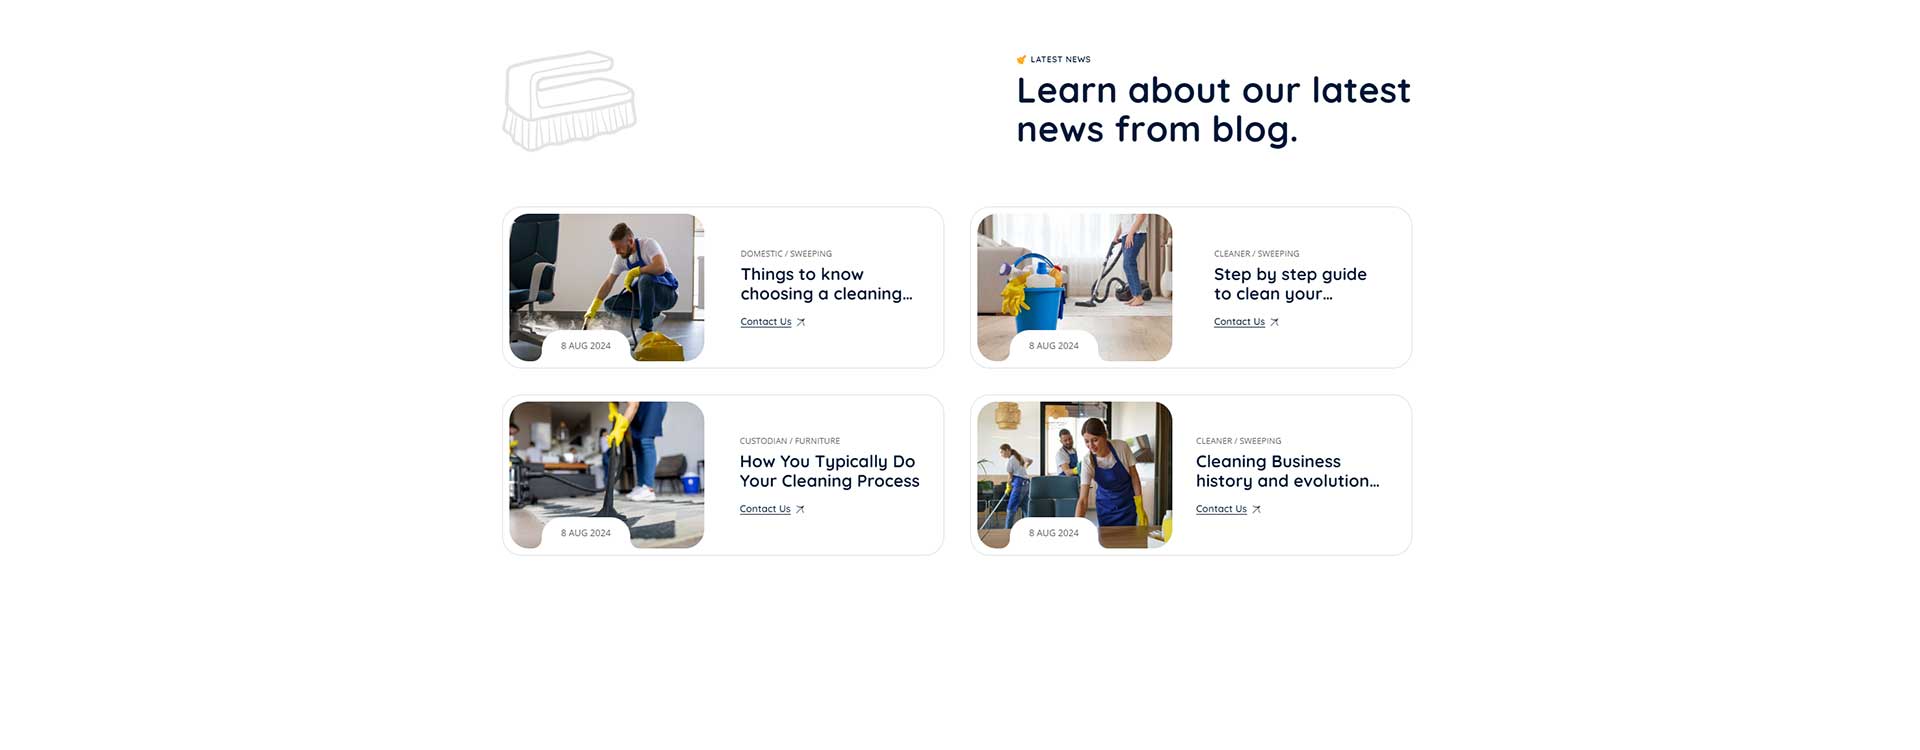 LATEST NEWS
Learn about our latest
news from blog.
DOMESTIC / SWEEPING
Things to know
choosing a cleaning...
Contact Us
8 AUG 2024
CLEANER / SWEEPING
Step by step guide
to clean your...
Contact Us
8 AUG 2024
CUSTODIAN / FURNITURE
How You Typically Do
Your Cleaning Process
Contact Us
8 AUG 2024
CLEANER / SWEEPING
Cleaning Business
history and evolution...
Contact Us
8 AUG 2024